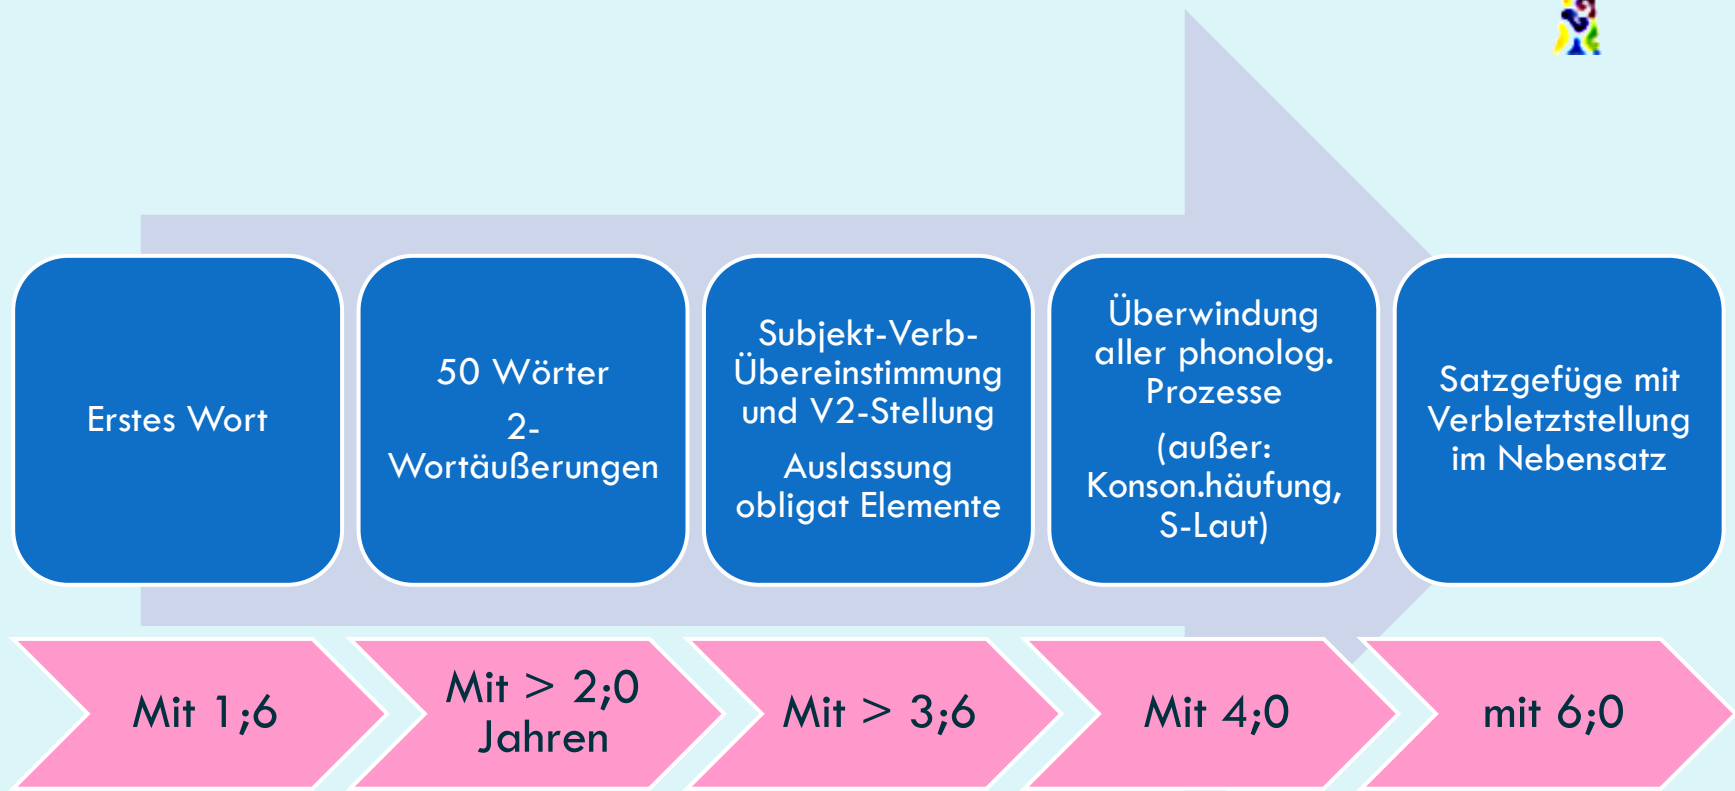 Erstes Wort
50 Wörter
2-
Wortäußerungen
Subjekt-Verb-
Übereinstimmung
und V2-Stellung
Auslassung
obligat Elemente
Überwindung
aller phonolog.
Prozesse
(außer:
Konson.häufung,
S-Laut)
Satzgefüge mit
Verbletztstellung
im Nebensatz
Mit 1;6
Mit > 2;0
Jahren
Mit > 3;6
Mit 4;0
mit 6;0